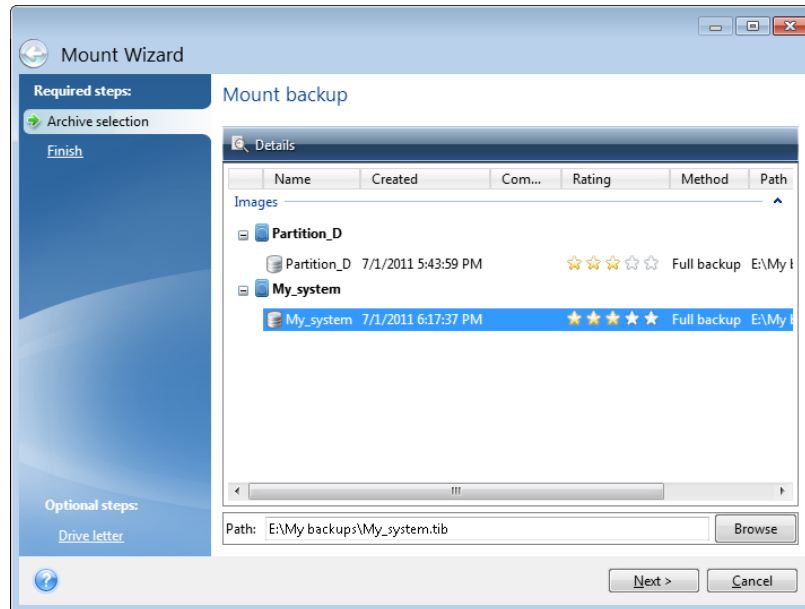 Mount Wizard
Required steps:
Archive selection
Finish
Optional steps:
Drive letter
Mount backup
Details
Name Created Com... Rating Method Path
Images
Partition_D
Partition_D 7/1/2011 5:43:59 PM Full backup E:\My
My_system
My_system 7/1/2011 6:17:37 PM Full backup E:\My
Path: E:\My backups\My_system.tib Browse
Next > Cancel